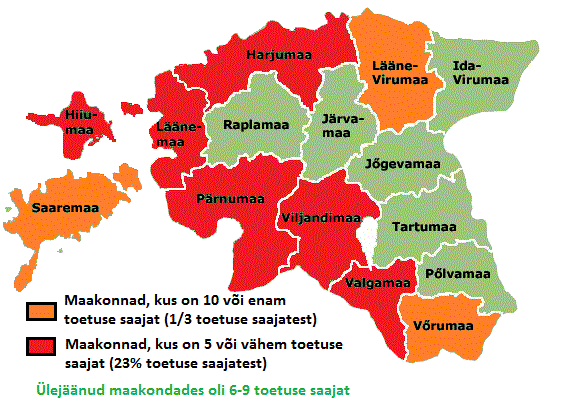 Harjumaa
Lääne-
Virumaa
Ida-
Virumaa
Hiiu-
maa
Lääne-
maa
Raplamaa
Järva-
maa
Jõgevamaa
Saaremaa
Pärnumaa
Viljandimaa
Tartumaa
Valgamaa
Põlvamaa
Võrumaa
Maakonnad, kus on 10 või enam
toetuse saajat (1/3 toetuse saajatest)
Maakonnad, kus on 5 või vähem toetuse
saajat (23% toetuse saajatest)
Ülejäänud maakondades oli 6-9 toetuse saajat